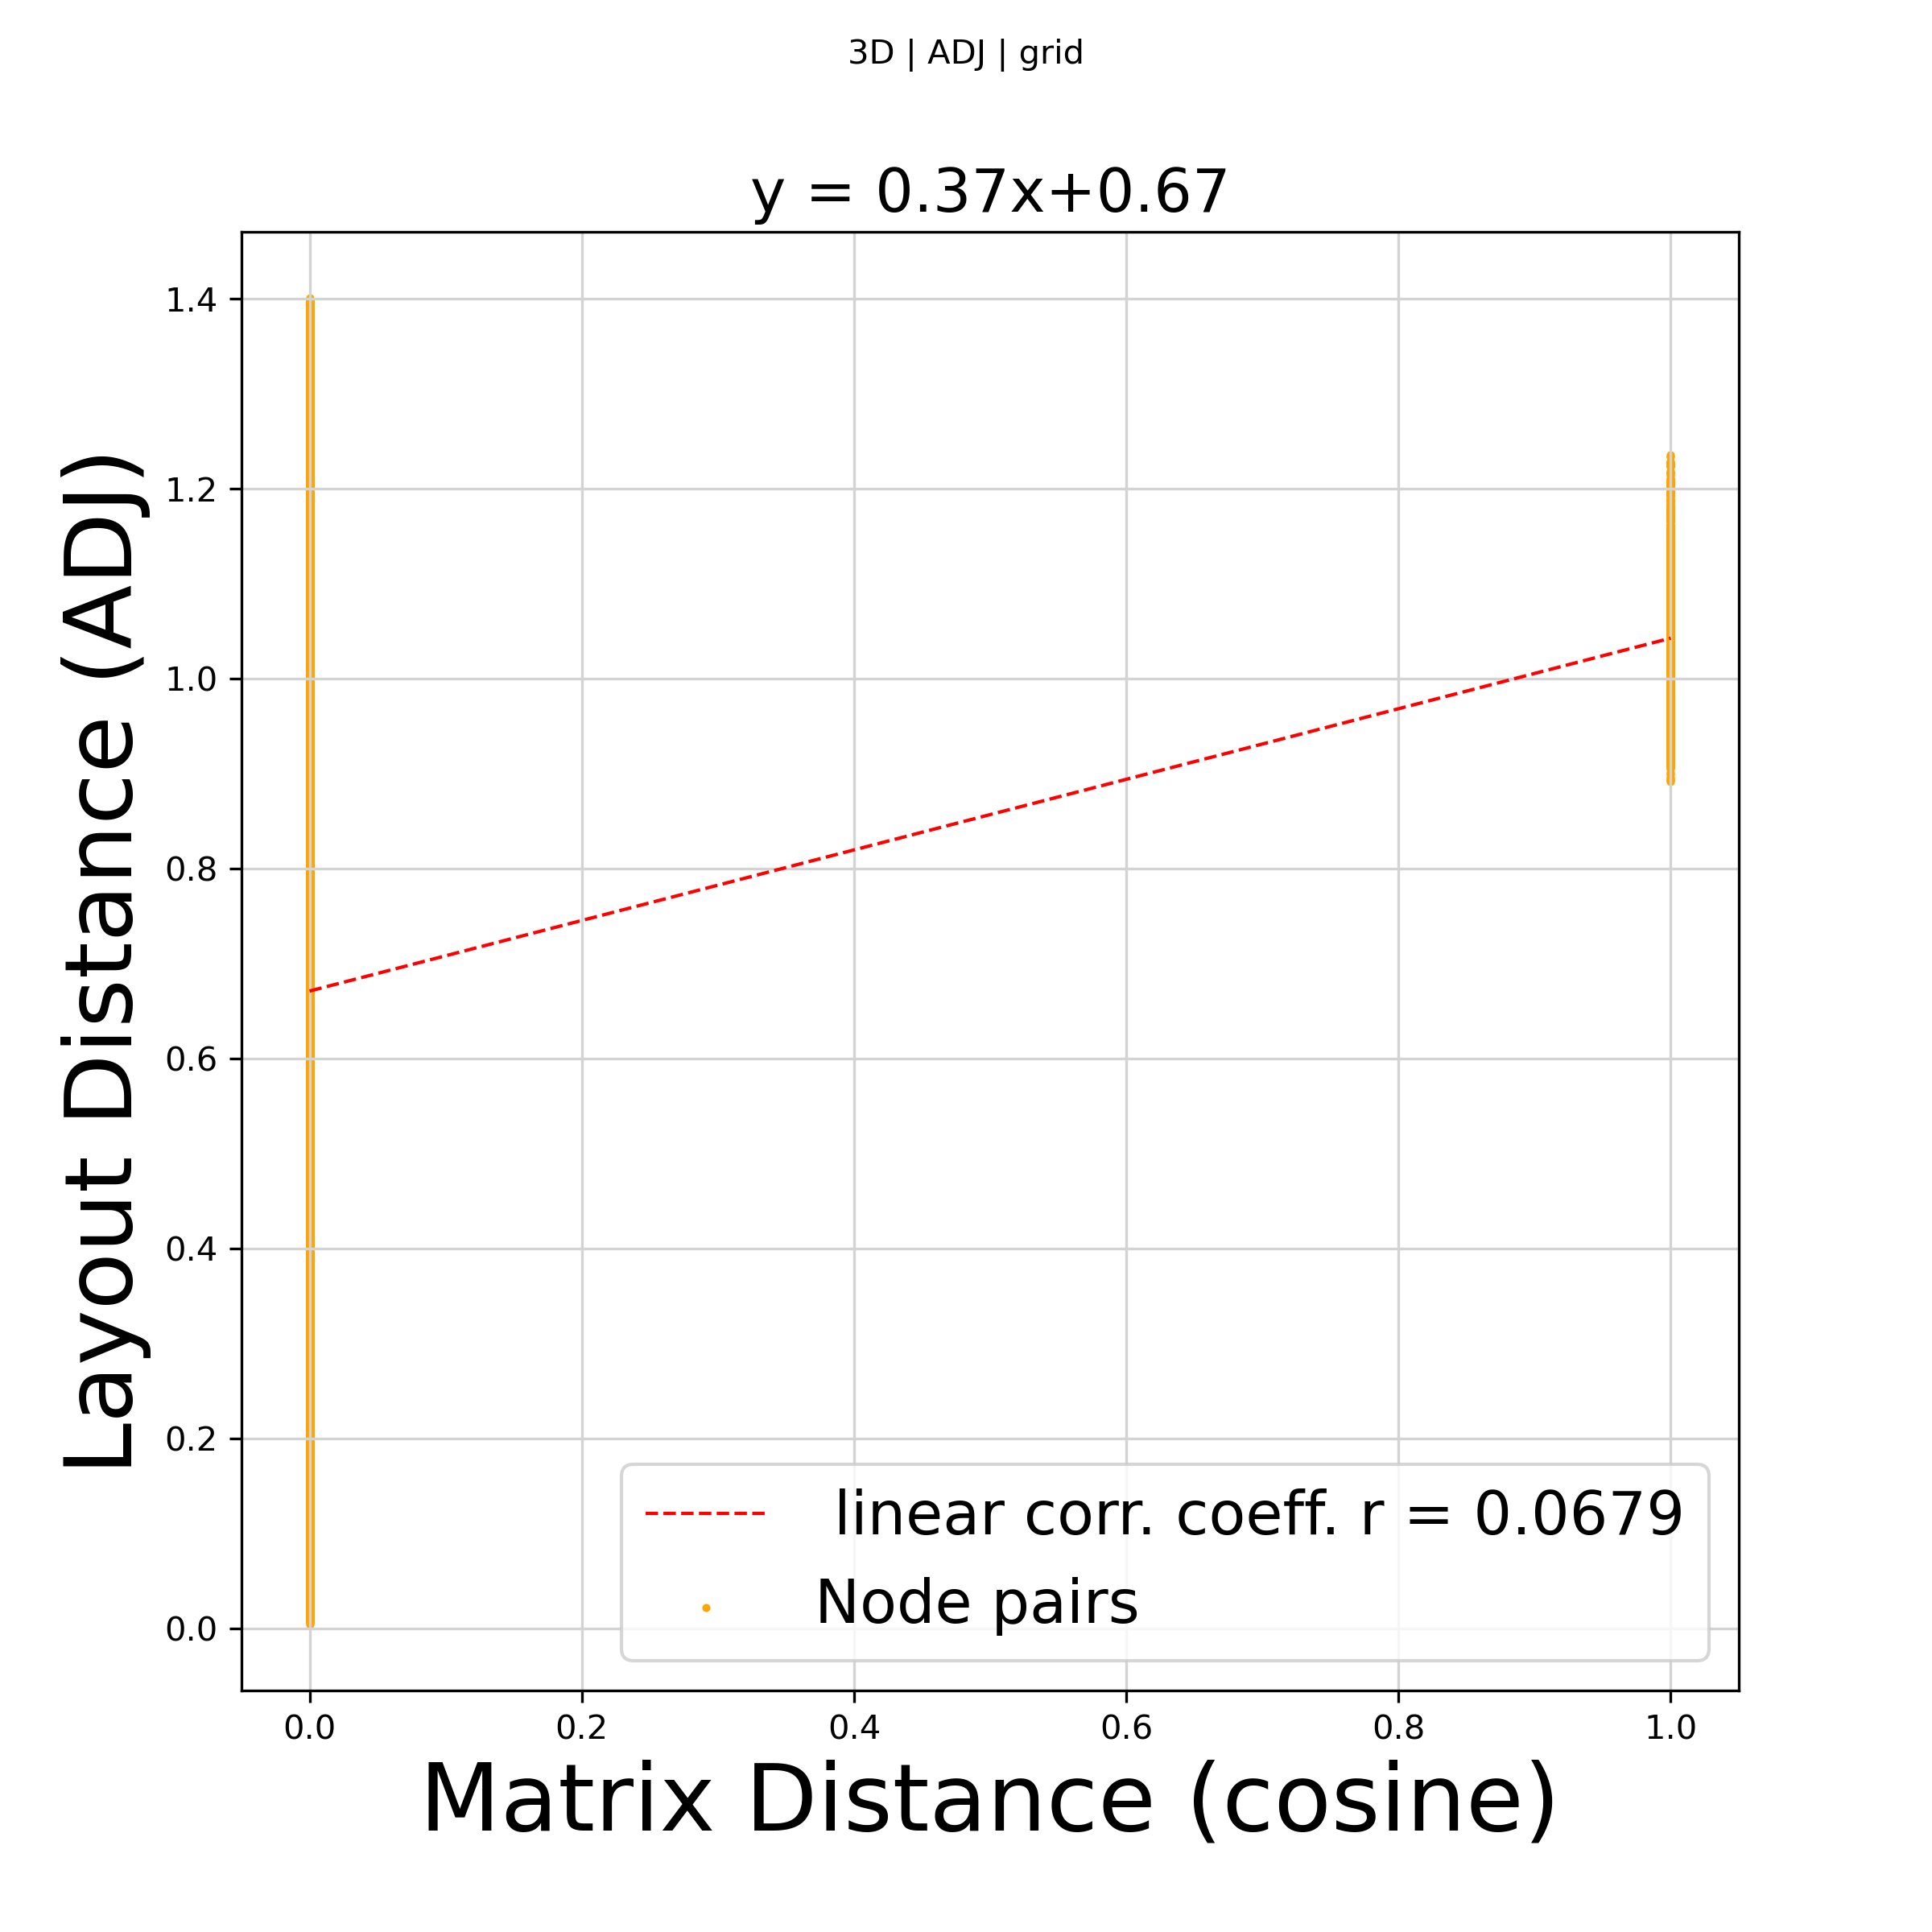 3D | ADJ | grid
y = 0.37x+0.67
Layout Distance (ADJ)
1.4
1.2
1.0
0.8
0.6
0.4
0.2
0.0
linear corr. coeff. r = 0.0679
Node pairs
0.0 0.2 0.4 0.6 0.8 1.0
Matrix Distance (cosine)